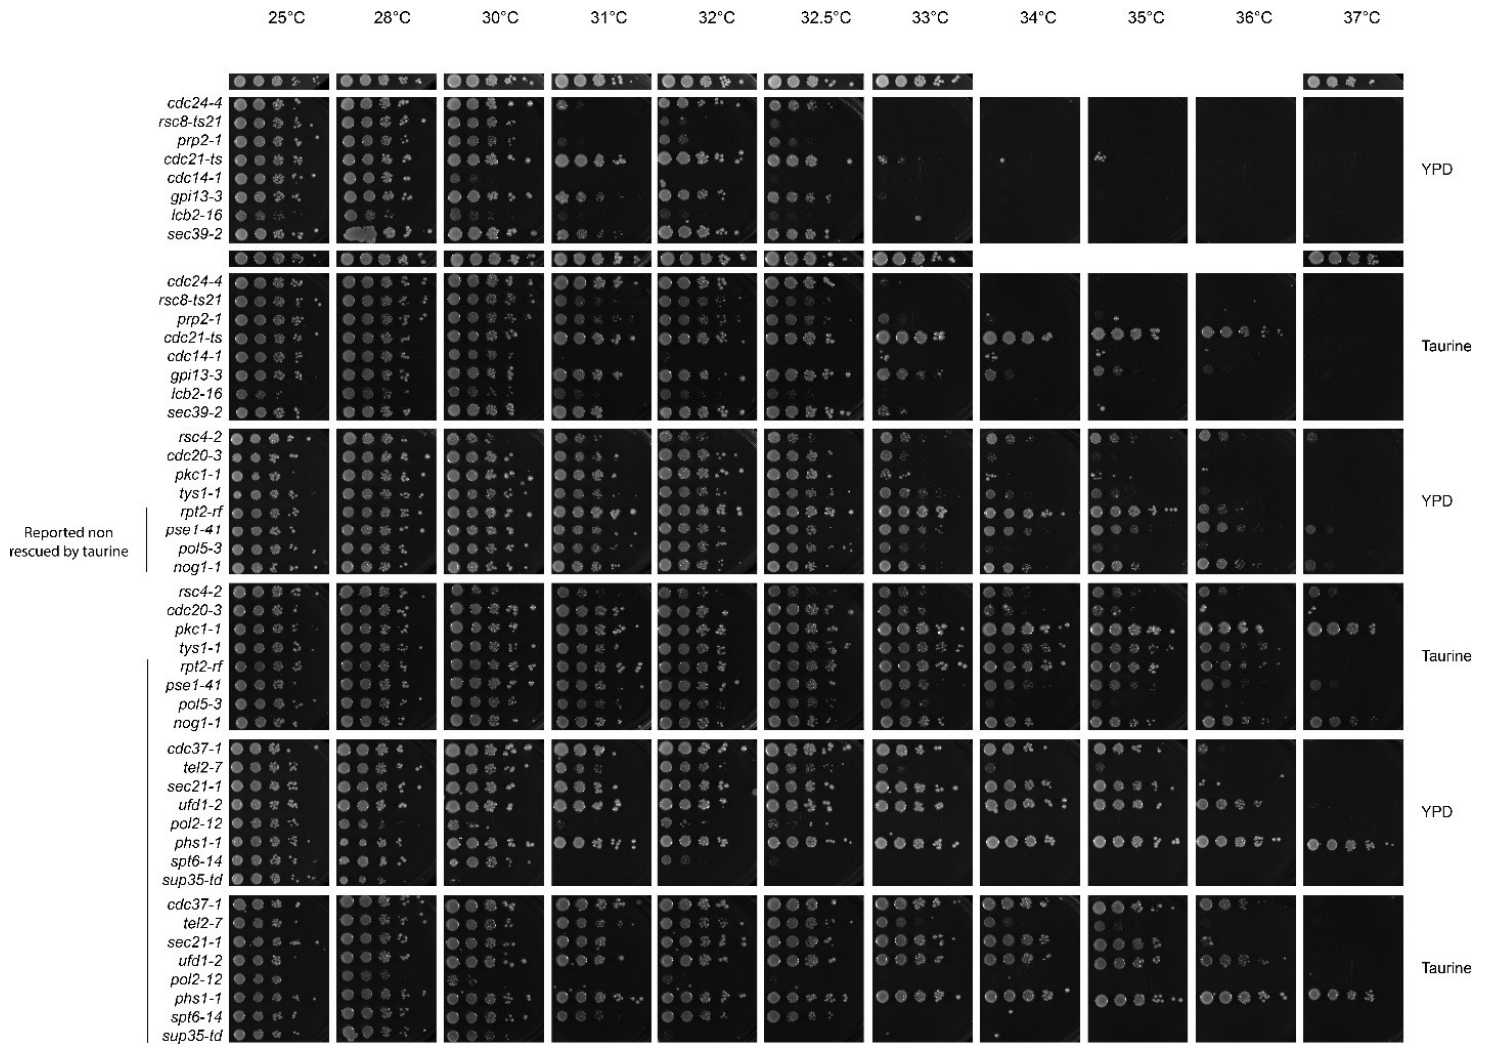 25°C 28°C 30°C 31°C 32°C 32.5°C 33°C 34°C 35°C 36°C 37°C
cdc24-4
rsc8-ts21
prp2-1
cdc21-ts
cdc14-1
gpi13-3
lcb2-16
sec39-2
YPD
cdc24-4
rsc8-ts21
prp2-1
cdc21-ts
cdc14-1
gpi13-3
lcb2-16
sec39-2
Taurine
rsc4-2
cdc20-3
pkc1-1
tys1-1
rpt2-rf
pse1-41
pol5-3
nog1-1
YPD
Reported non
rescued by taurine
rsc4-2
cdc20-3
pkc1-1
tys1-1
rpt2-rf
pse1-41
pol5-3
nog1-1
Taurine
cdc37-1
tel2-7
sec21-1
ufd1-2
pol2-12
phs1-1
spt6-14
sup35-td
YPD
cdc37-1
tel2-7
sec21-1
ufd1-2
pol2-12
phs1-1
spt6-14
sup35-td
Taurine